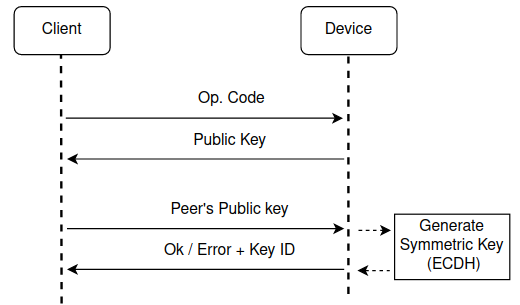 Client
Device
Op. Code
Public Key
Peer's Public key
Ok / Error + Key ID
Generate
Symmetric Key
(ECDH)